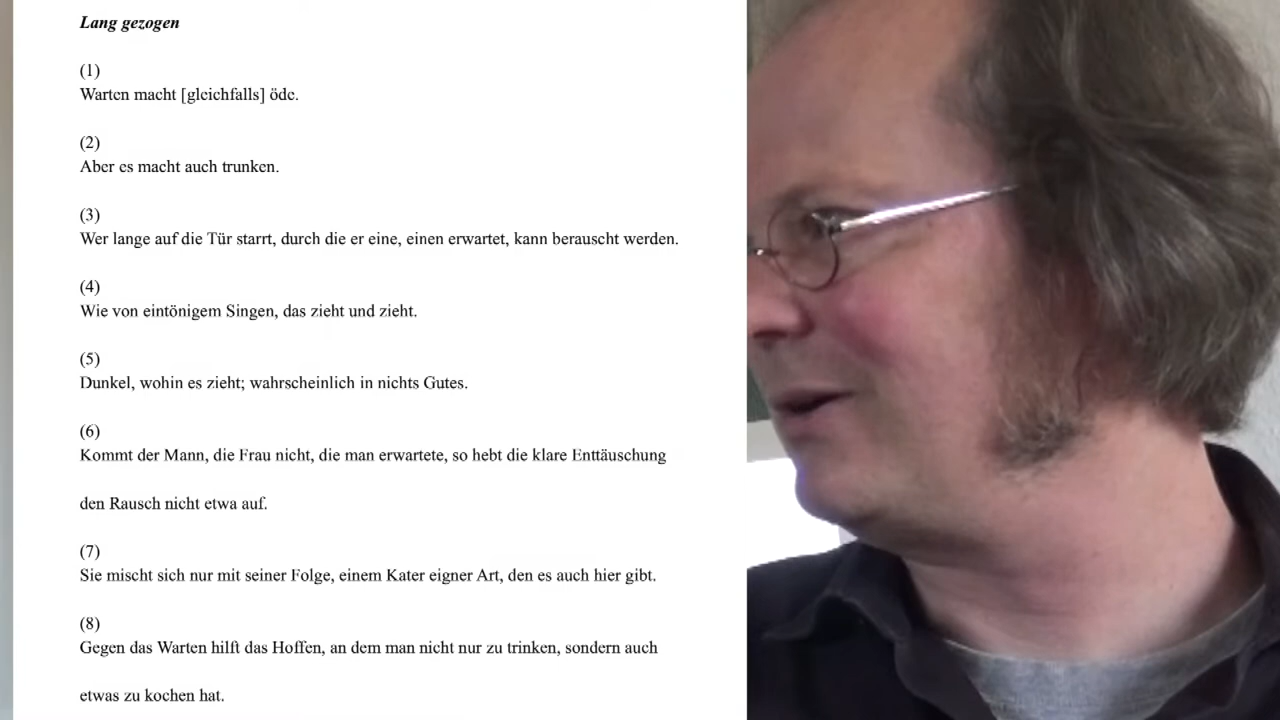 Lang gezogen
(1)
Warten macht [gleichfalls] öde.
(2)
Aber es macht auch trunken.
(3)
Wer lange auf die Tür starrt, durch die er eine, einen erwartet, kann berauscht werden.
(4)
Wie von eintönigem Singen, das zieht und zieht.
(5)
Dunkel, wohin es zieht; wahrscheinlich in nichts Gutes.
(6)
Kommt der Mann, die Frau nicht, die man erwartete, so hebt die klare Enttäuschung
den Rausch nicht etwa auf.
(7)
Sie mischt sich nur mit seiner Folge, einem Kater eigner Art, den es auch hier gibt.
(8)
Gegen das Warten hilft das Hoffen, an dem man nicht nur zu trinken, sondern auch
etwas zu kochen hat.